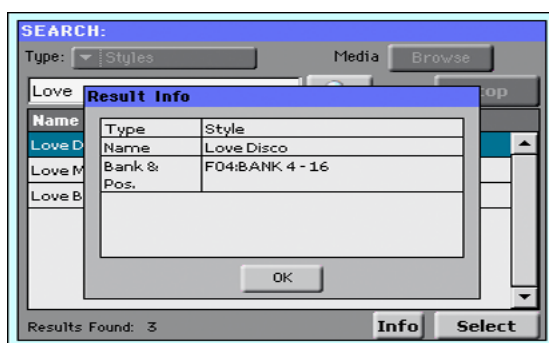 SEARCH:
Type: Styles Media Browse
Love
Result Info
Name
Type Style
Love D
Name Love Disco
Love M
Bank & F04:BANK 4 - 16
Pos.
Love B
OK
Results Found: 3 Info Select